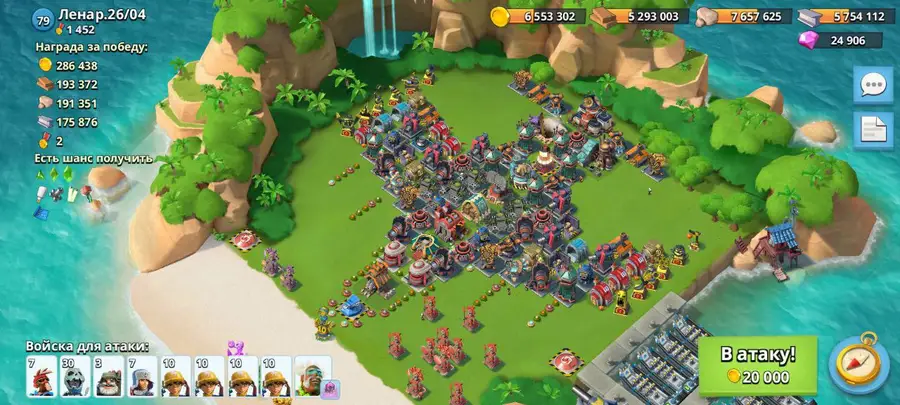 79
Ленар.26/04
1 452
Награда за победу:
286 438
193 372
191 351
175 876
2
Есть шанс получить
6 553 302
5 293 003
7 657 625
5 754 112
24 906
Войска для атаки:
7
30
3
7
10
10
10
10
В атаку!
20 000